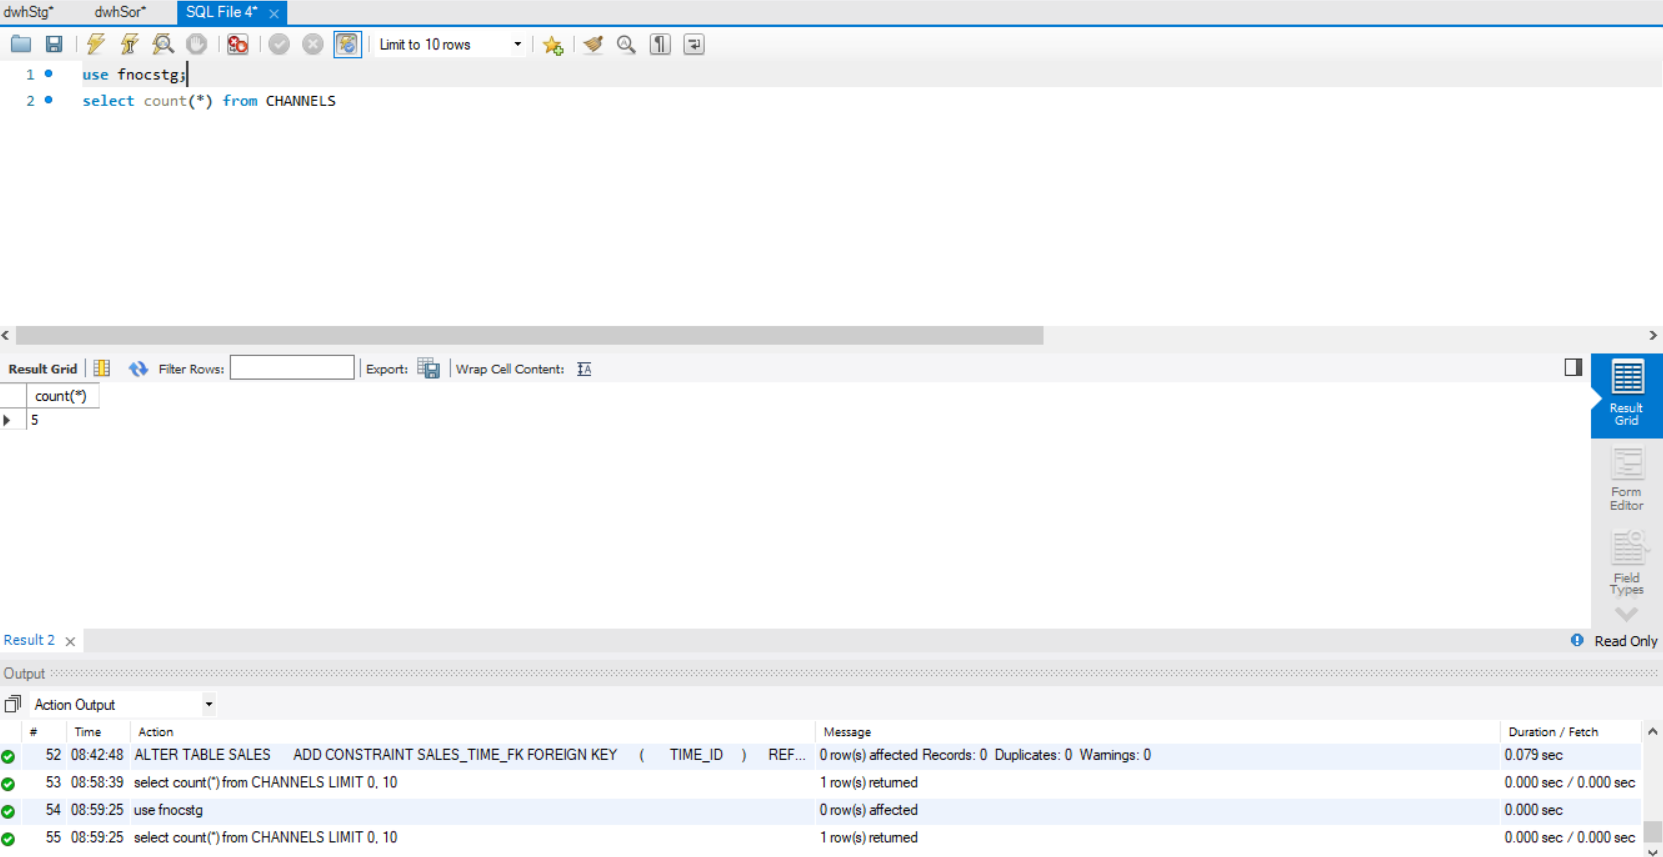 dwhStg* dwhSor* SQL File 4* ×
Limit to 10 rows
1 use fnocstg;
2 select count(*) from CHANNELS
Result Grid Filter Rows: Export: Wrap Cell Content: IA
count(*)
5
Result
Grid
Form
Editor
Field
Types
Result 2 × Read Only
Output
Action Output
# Time Action Message Duration / Fetch
52 08:42:48 ALTER TABLE SALES ADD CONSTRAINT SALES_TIME_FK FOREIGN KEY ( TIME_ID ) REF... 0 row(s) affected Records: 0 Duplicates: 0 Warnings: 0 0.079 sec
53 08:58:39 select count(*) from CHANNELS LIMIT 0, 10 1 row(s) returned 0.000 sec / 0.000 sec
54 08:59:25 use fnocstg 0 row(s) affected 0.000 sec
55 08:59:25 select count(*) from CHANNELS LIMIT 0, 10 1 row(s) returned 0.000 sec / 0.000 sec